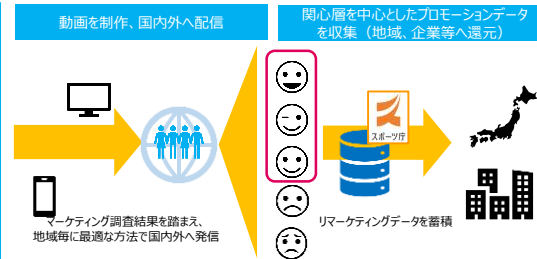 動画を制作、国内外へ配信
関心層を中心としたプロモーションデータ
を収集（地域、企業等へ還元）
スポーツ庁
マーケティング調査結果を踏まえ、
地域毎に最適な方法で国内外へ発信
リマーケティングデータを蓄積